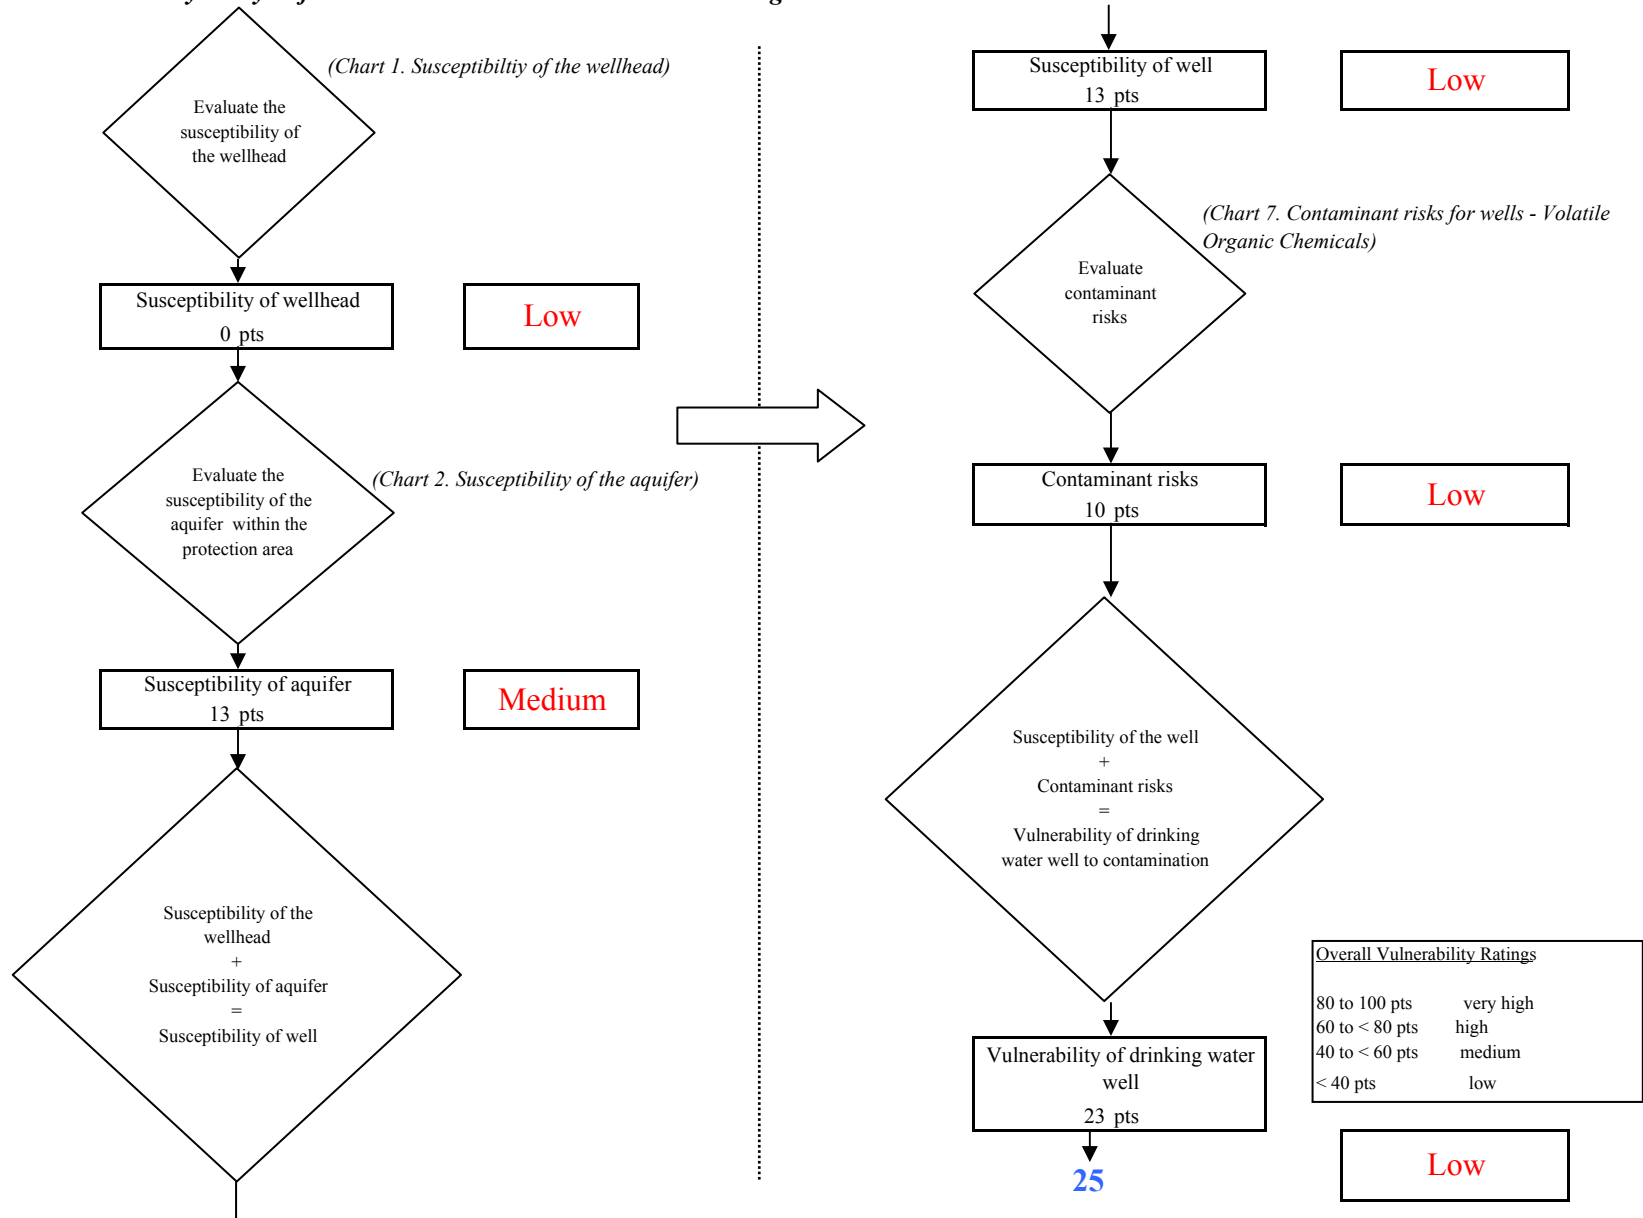 (Chart 1. Susceptibiltiy of the wellhead)
Evaluate the
susceptibility of
the wellhead
Susceptibility of wellhead
0 pts
Low
Evaluate the
susceptibility of the
aquifer within the
protection area
(Chart 2. Susceptibility of the aquifer)
Susceptibility of aquifer
13 pts
Medium
Susceptibility of the
wellhead
+
Susceptibility of aquifer
=
Susceptibility of well
Susceptibility of well
13 pts
Low
(Chart 7. Contaminant risks for wells - Volatile
Organic Chemicals)
Evaluate
contaminant
risks
Contaminant risks
10 pts
Low
Susceptibility of the well
+
Contaminant risks
=
Vulnerability of drinking
water well to contamination
Overall Vulnerability Ratings
80 to 100 pts very high
60 to < 80 pts high
40 to < 60 pts medium
< 40 pts low
Vulnerability of drinking water
well
23 pts
25
Low